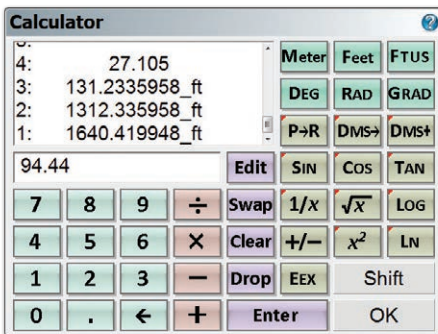 Calculator ?
4: 27.105
3: 131.2335958_ft
2: 1312.335958_ft
1: 1640.419948_ft
Meter Feet FTUS
DEG RAD GRAD
P→R DMS→ DMS+
94.44 Edit SIN COS TAN
7 8 9 ÷ Swap 1/x √x LOG
4 5 6 × Clear +/− x² LN
1 2 3 − Drop EEX Shift
0 . ← + Enter OK